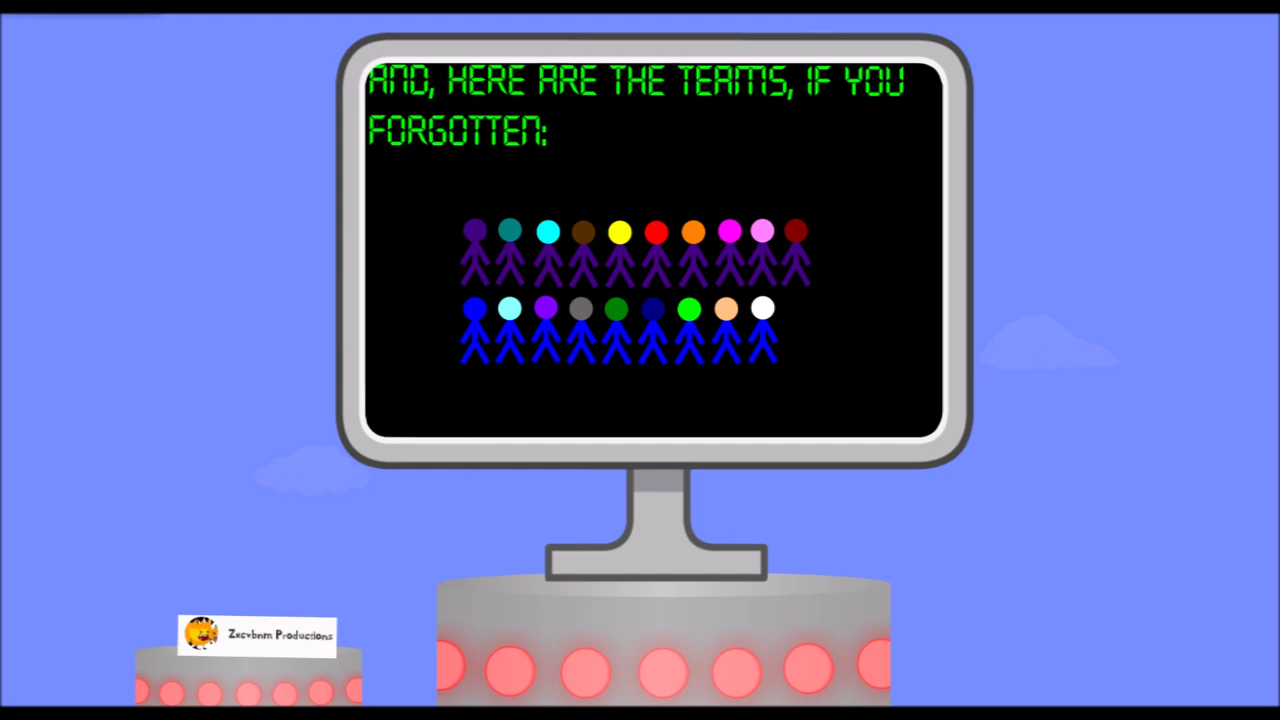 AND, HERE ARE THE TEAMS, IF YOU
FORGOTTEN:
Zxcvbnm Productions